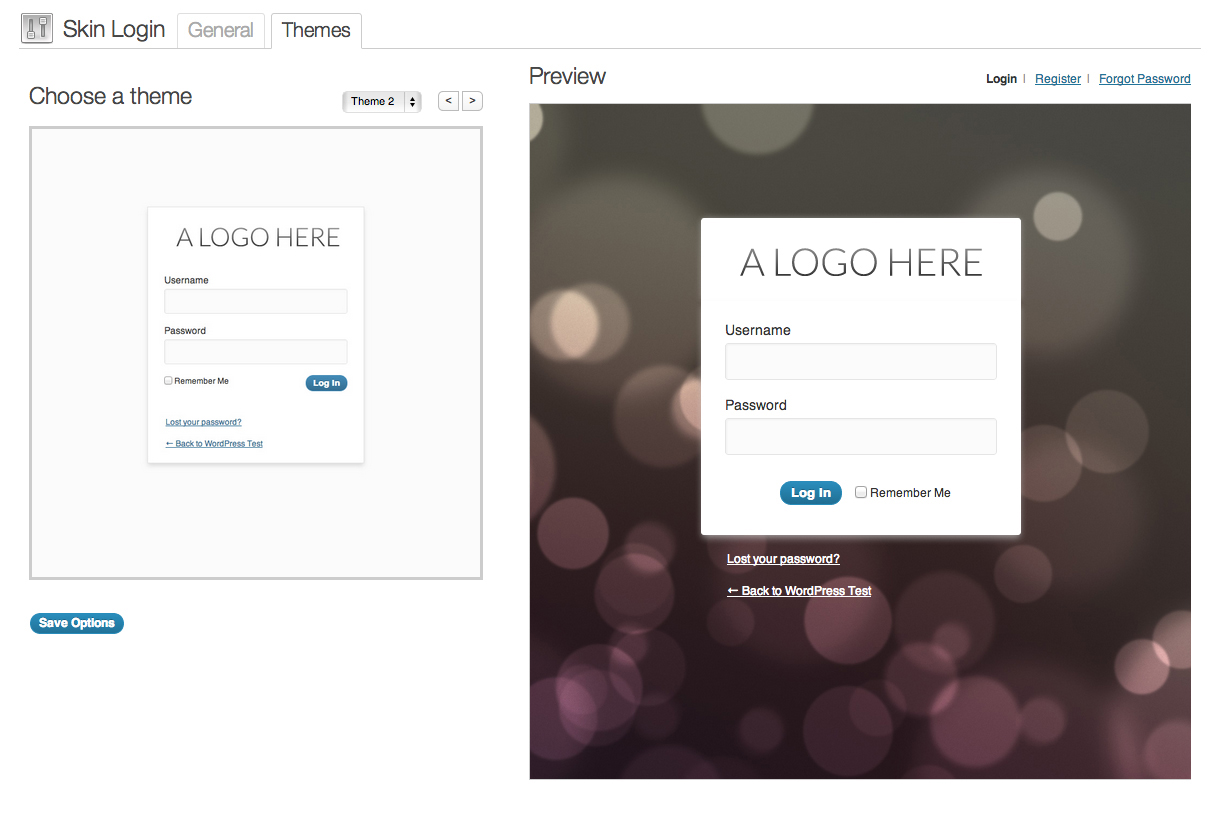 Skin Login General Themes
Choose a theme
Theme 2 < >
A LOGO HERE
Username
Password
Remember Me Log In
Lost your password?
← Back to WordPress Test
Save Options
Preview
Login | Register | Forgot Password
A LOGO HERE
Username
Password
Log In Remember Me
Lost your password?
← Back to WordPress Test